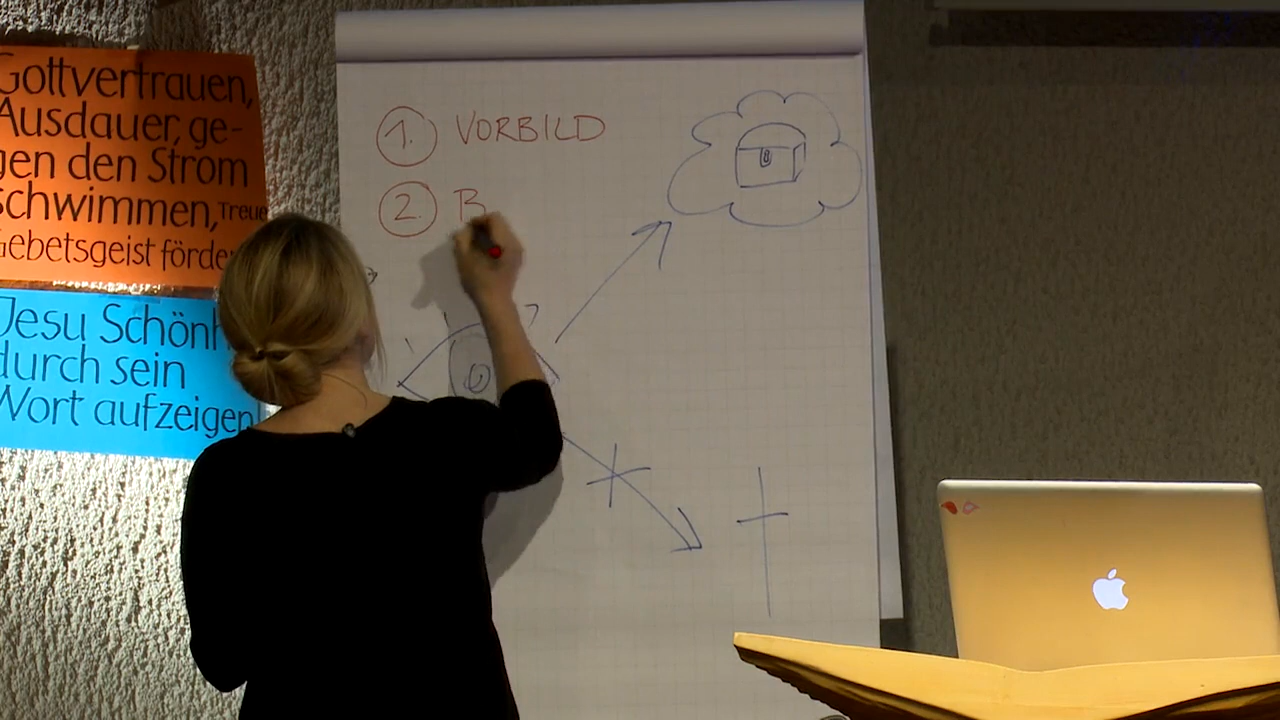 Gottvertrauen,
Ausdauer, ge-
gen den Strom
schwimmen, Treue
Gebetsgeist förde
Jesu Schönh
durch sein
Wort aufzeigen
1. VORBILD
2. B